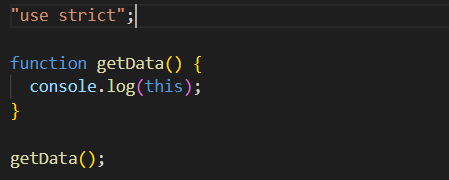 "use strict";
function getData() {
  console.log(this);
}
getData();